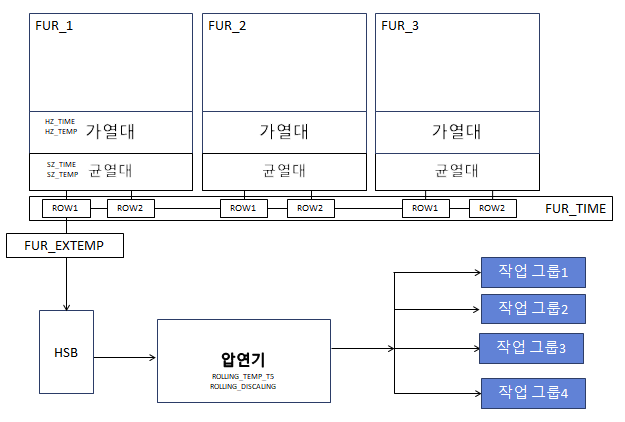 FUR_1
FUR_2
FUR_3
HZ_TIME
HZ_TEMP
가열대
가열대
가열대
SZ_TIME
SZ_TEMP
균열대
균열대
균열대
ROW1
ROW2
ROW1
ROW2
ROW1
ROW2
FUR_TIME
FUR_EXTEMP
작업 그룹1
작업 그룹2
작업 그룹3
작업 그룹4
HSB
압연기
ROLLING_TEMP_T5
ROLLING_DISCALING